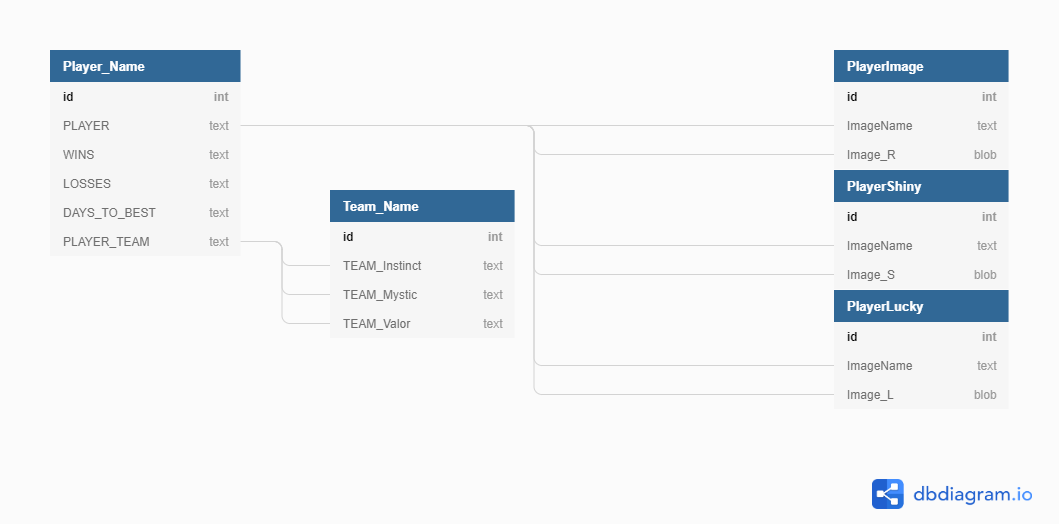 Player_Name
id int
PLAYER text
WINS text
LOSSES text
DAYS_TO_BEST text
PLAYER_TEAM text
Team_Name
id int
TEAM_Instinct text
TEAM_Mystic text
TEAM_Valor text
PlayerImage
id int
ImageName text
Image_R blob
PlayerShiny
id int
ImageName text
Image_S blob
PlayerLucky
id int
ImageName text
Image_L blob
dbdiagram.io